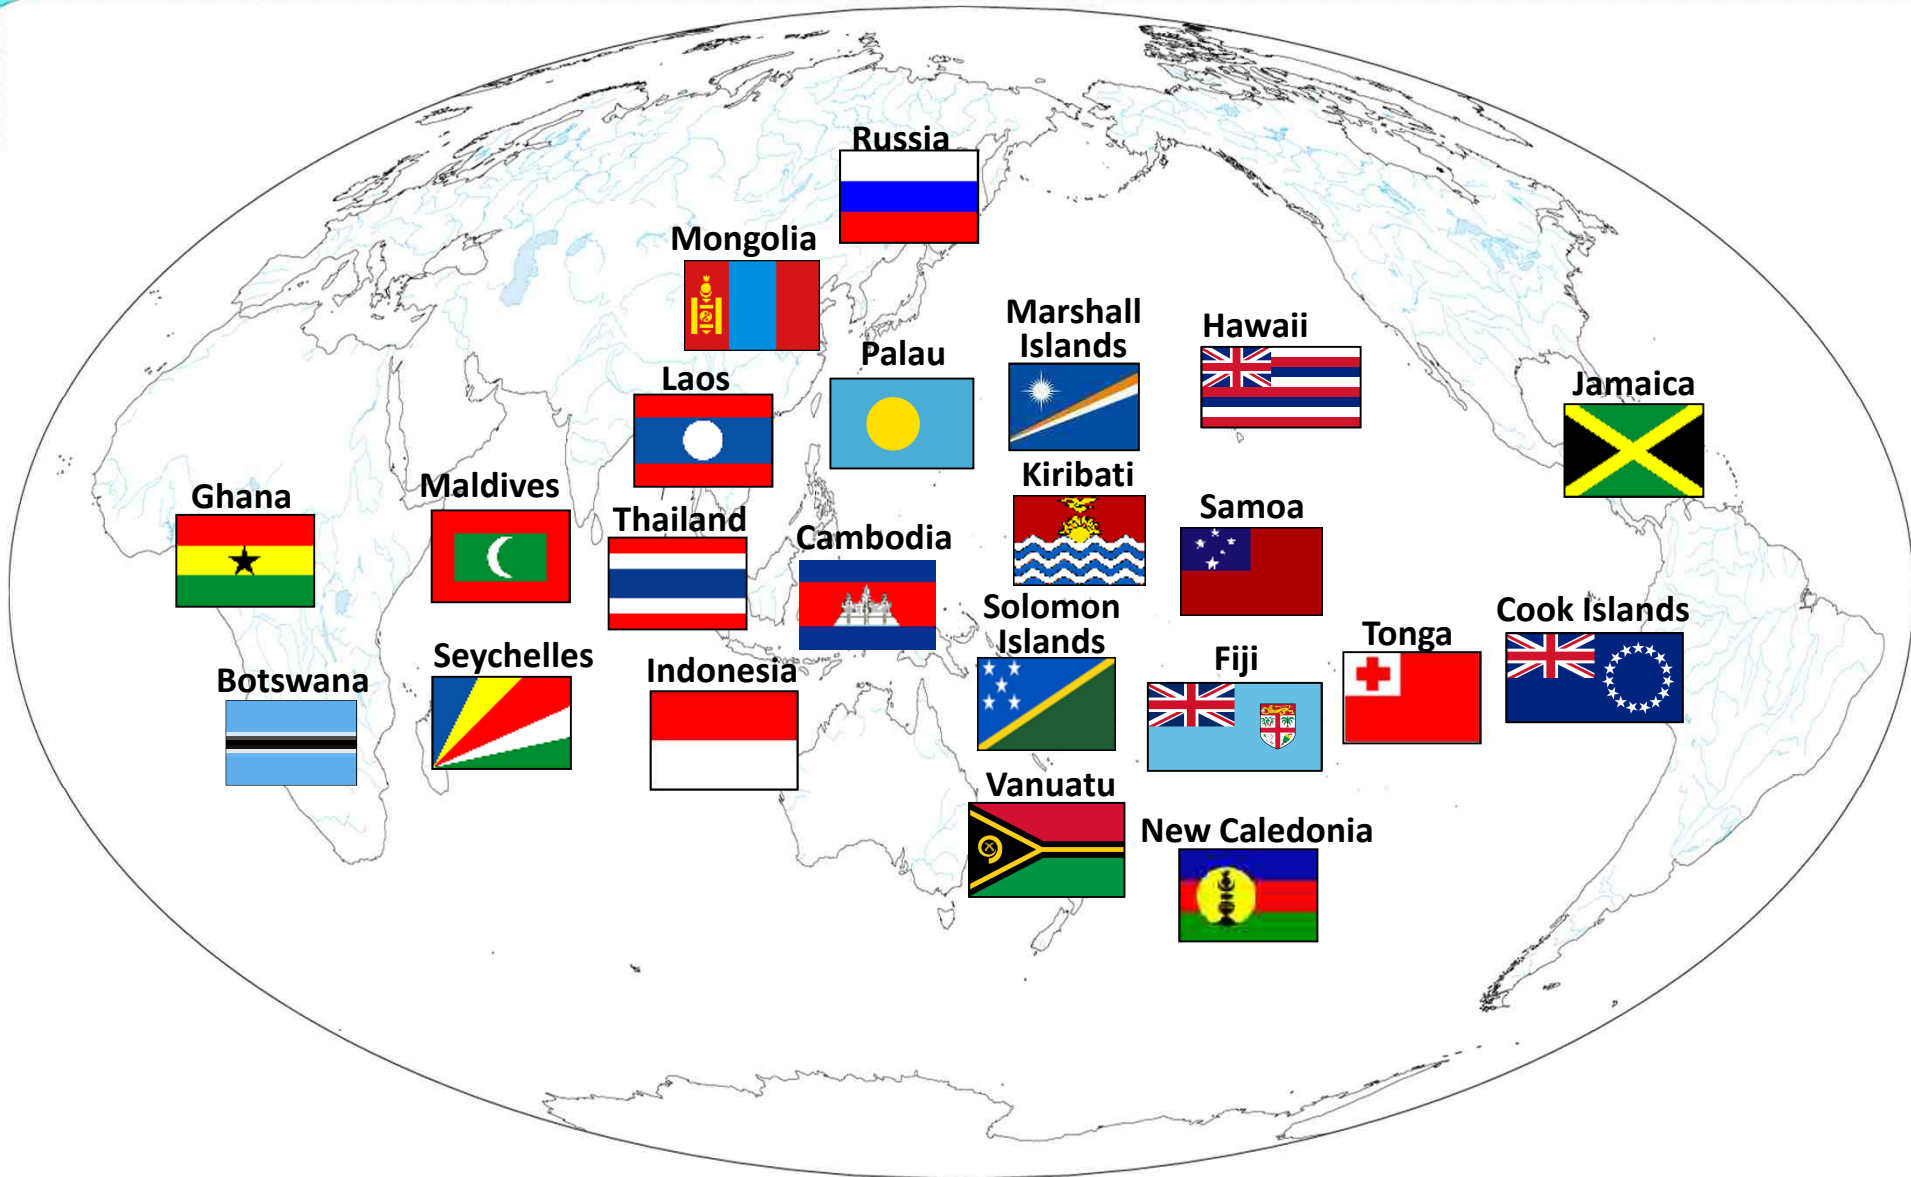 Russia
Mongolia
Marshall
Islands
Hawaii
Palau
Laos
Jamaica
Kiribati
Maldives
Ghana
Samoa
Thailand
Cambodia
Solomon
Islands
Cook Islands
Tonga
Seychelles
Fiji
Indonesia
Botswana
Vanuatu
New Caledonia